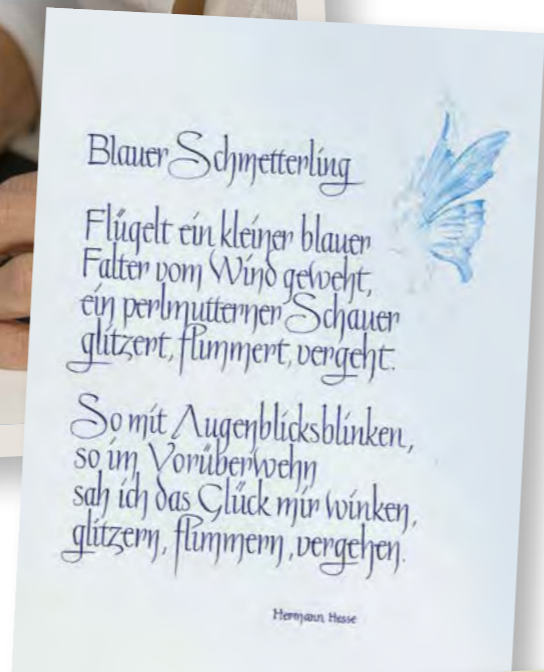 Blauer Schmetterling
Flügelt ein kleiner blauer
Falter vom Wind geweht,
ein perlmutterner Schauer
glitzert, flimmert, vergeht.
So mit Augenblicksblinken,
so im Vorüberwehn
sah ich das Glück mir winken,
glitzern, flimmern, vergehen.
Hermann Hesse